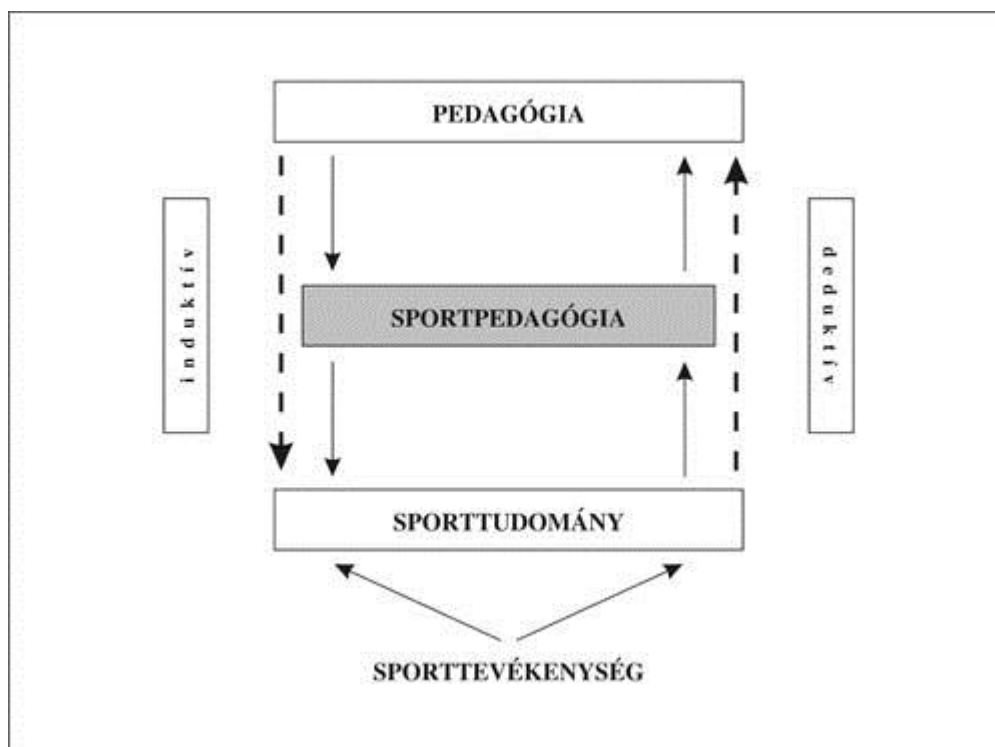 PEDAGÓGIA
induktív
deduktív
SPORTPEDAGÓGIA
SPORTTUDOMÁNY
SPORTTEVÉKENYSÉG